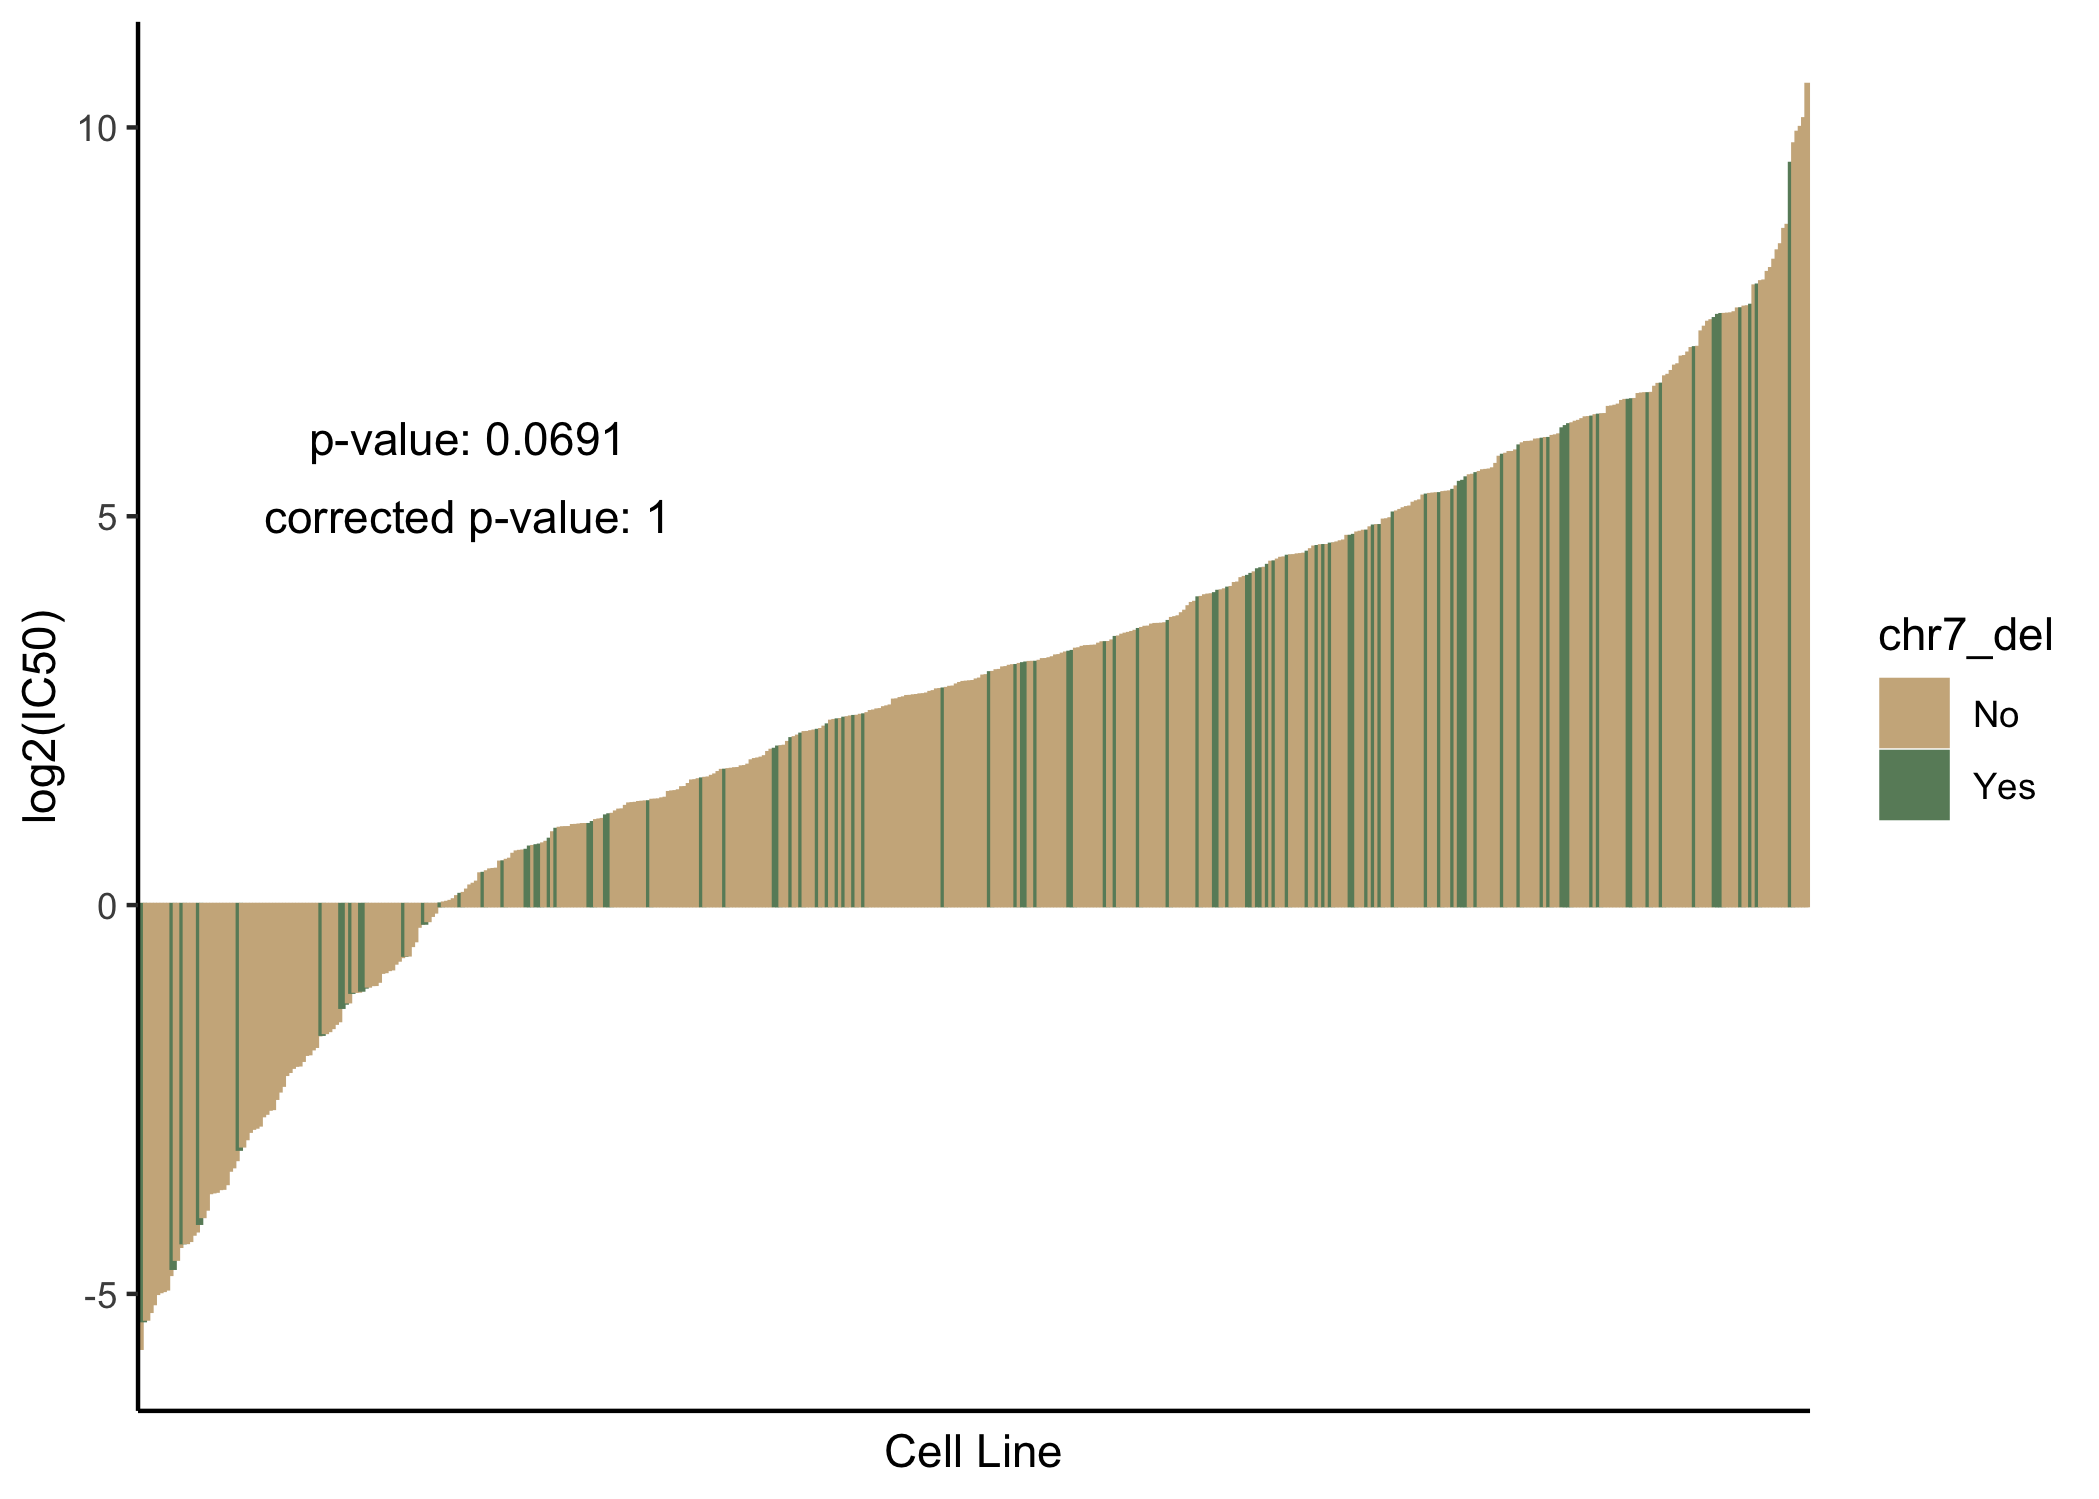 10
p-value: 0.0691
corrected p-value: 1
5
0
-5
log2(IC50)
Cell Line
chr7_del
No
Yes